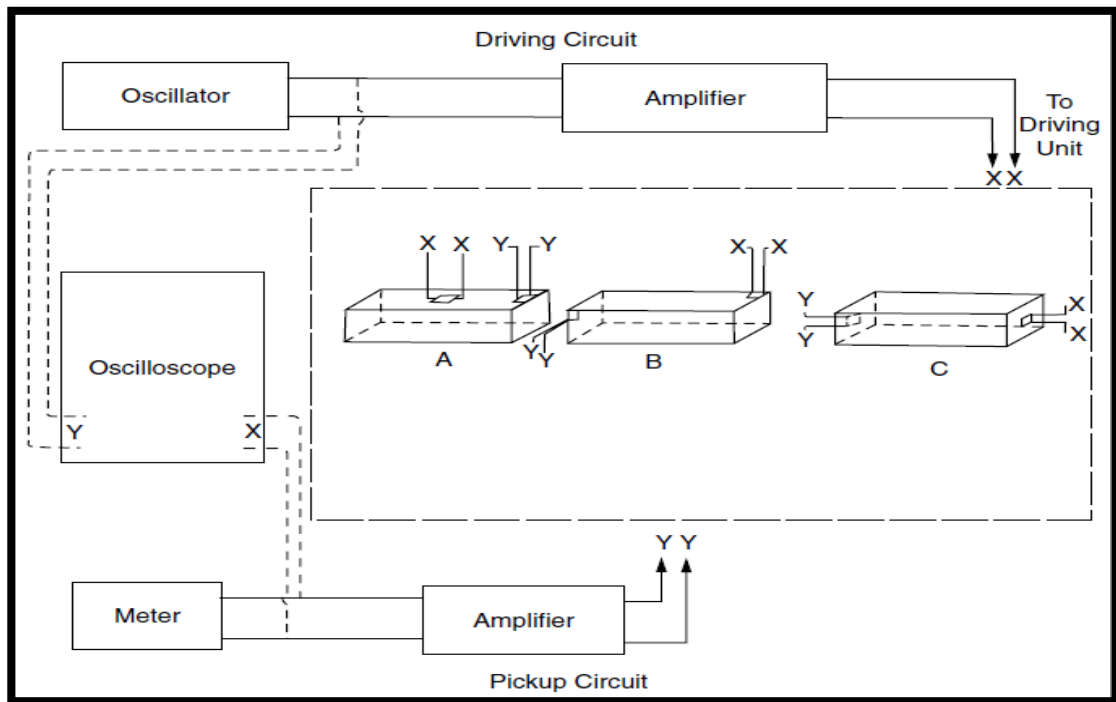 Driving Circuit
Oscillator
Amplifier
To
Driving
Unit
X X
X X Y Y
X X
Y
Y
X
X
Y
Y
A
B
C
Oscilloscope
Y X
Y Y
Meter
Amplifier
Pickup Circuit